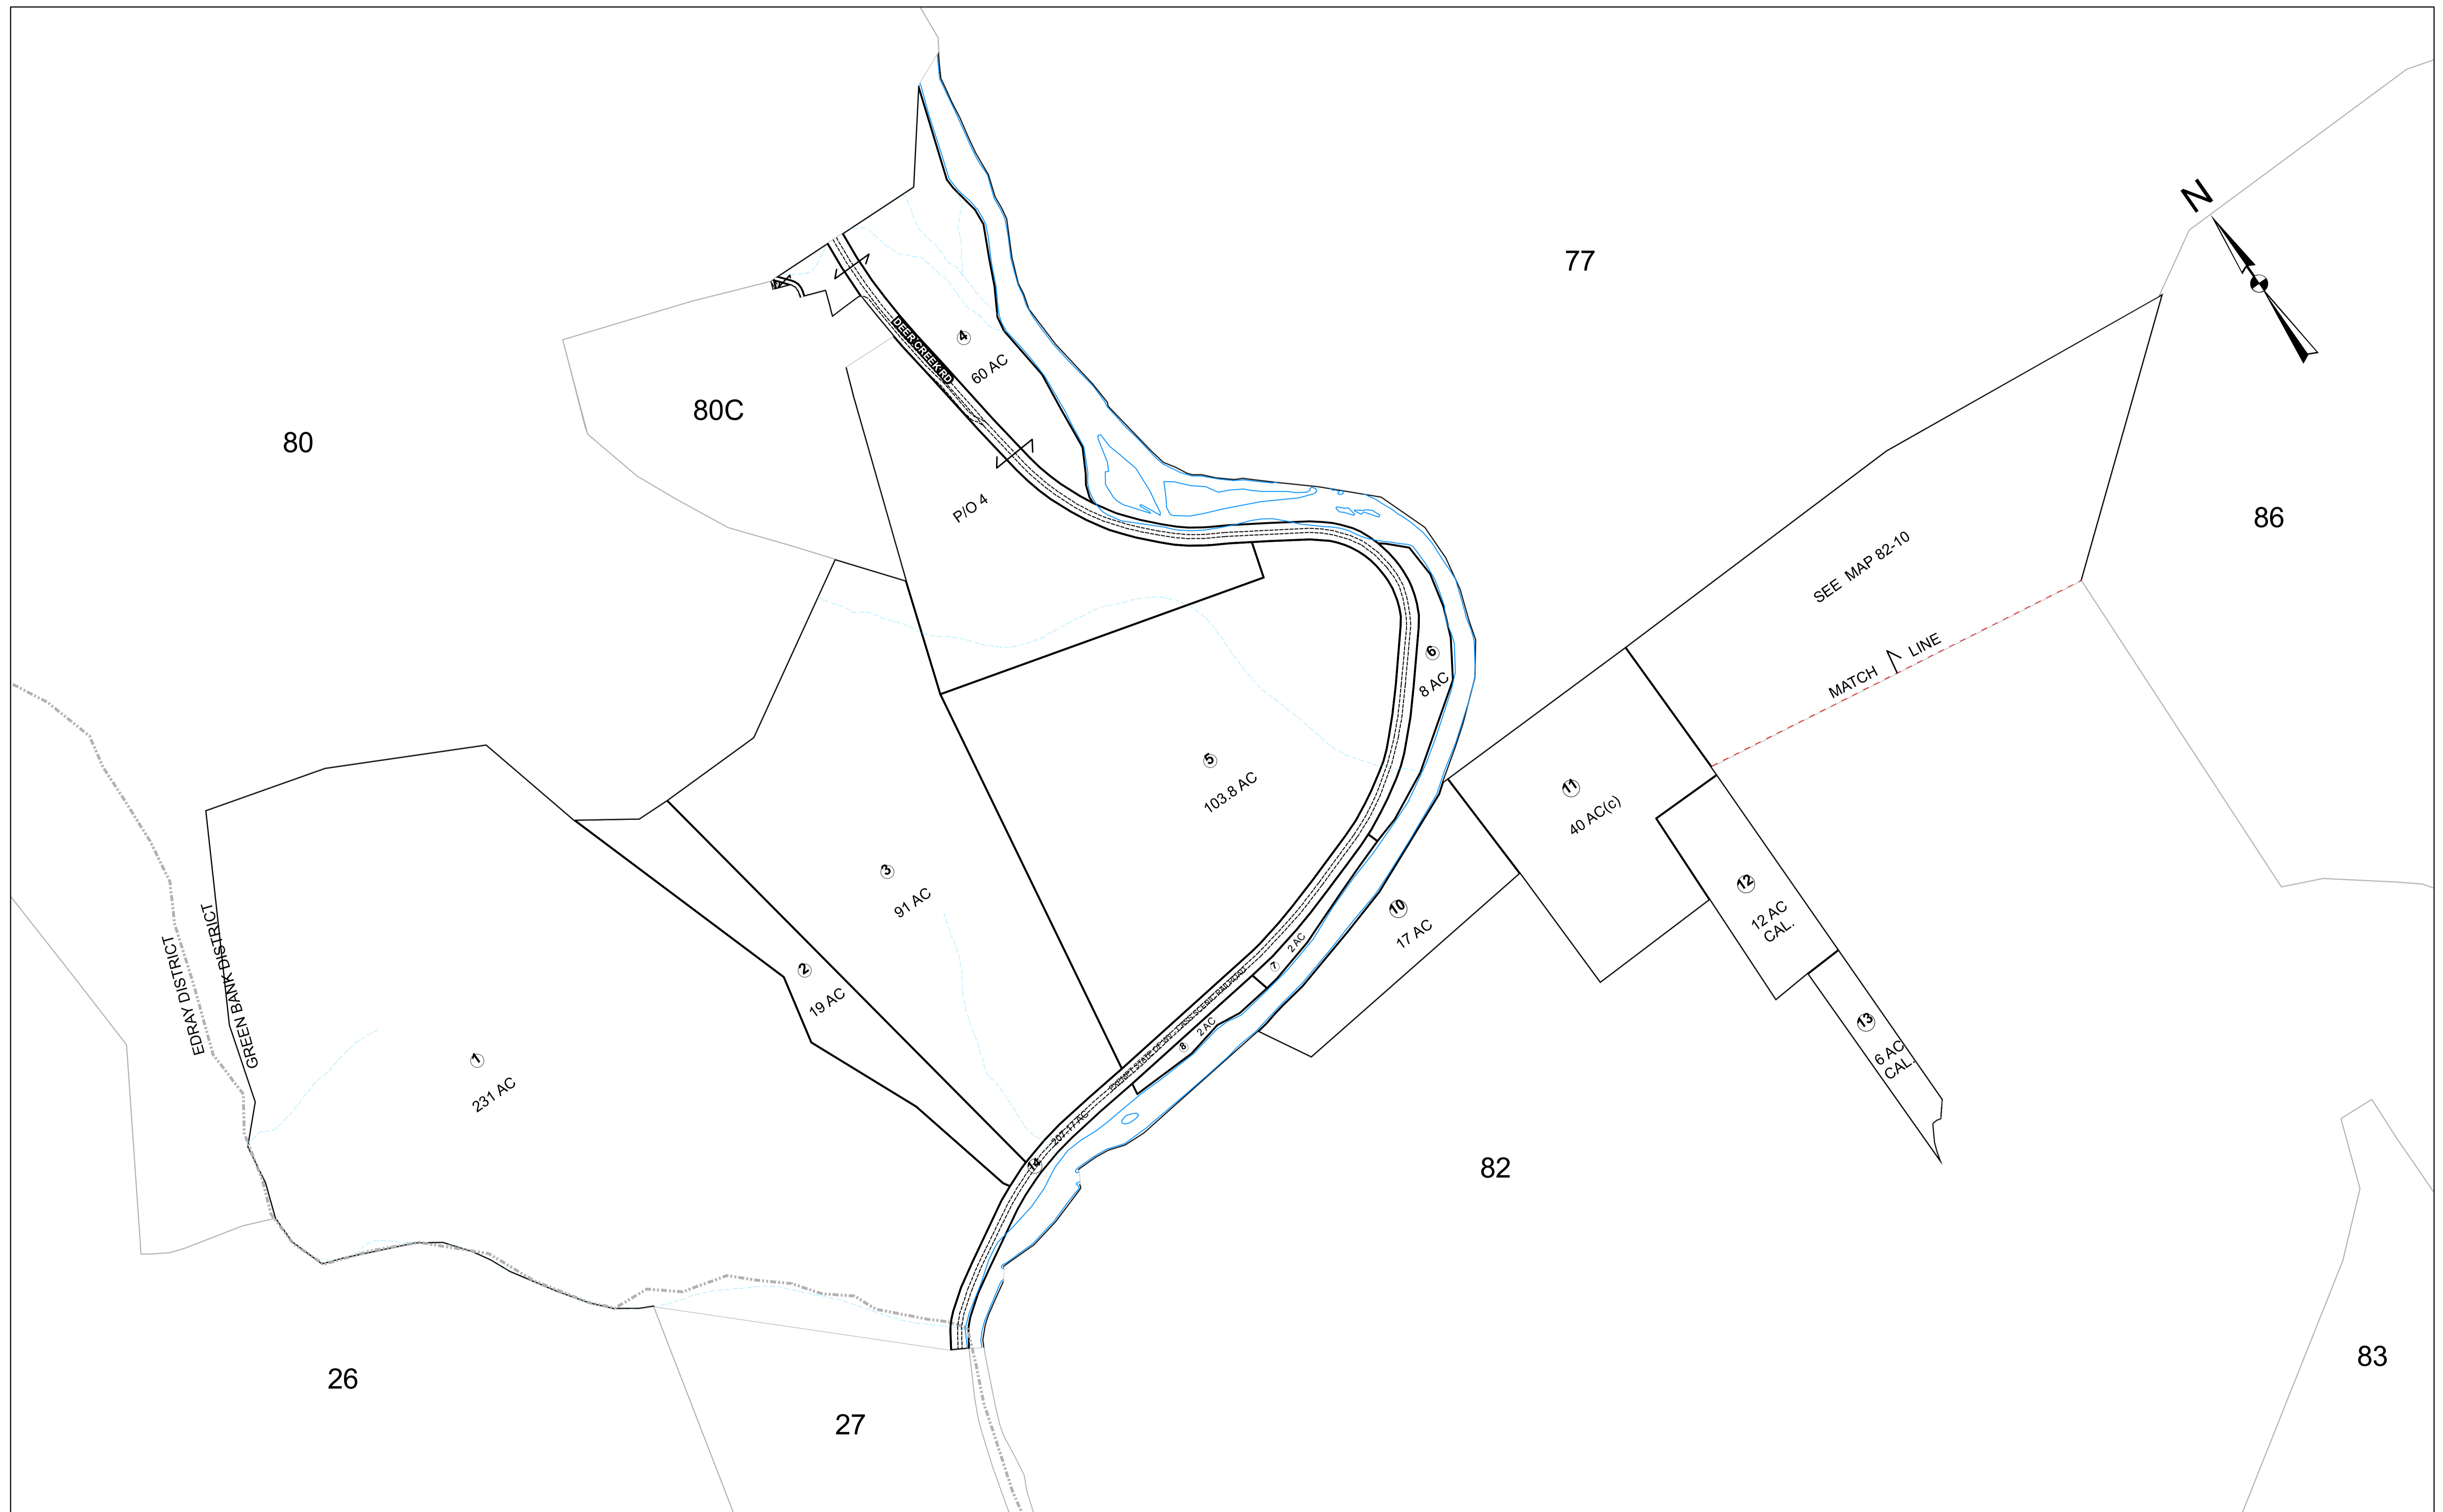 N
77
80
80C
86
DEER CREEK RD
4
60 AC
P/O 4
SEE MAP 82-10
MATCH LINE
6
8 AC
5
103.8 AC
11
40 AC(c)
3
91 AC
12
12 AC
CAL.
10
17 AC
2
19 AC
EDRAY DISTRICT
GREEN BANK DISTRICT
7
2 AC
8
2 AC
13
6 AC
CAL.
1
231 AC
14
207.17 AC
82
26
27
83